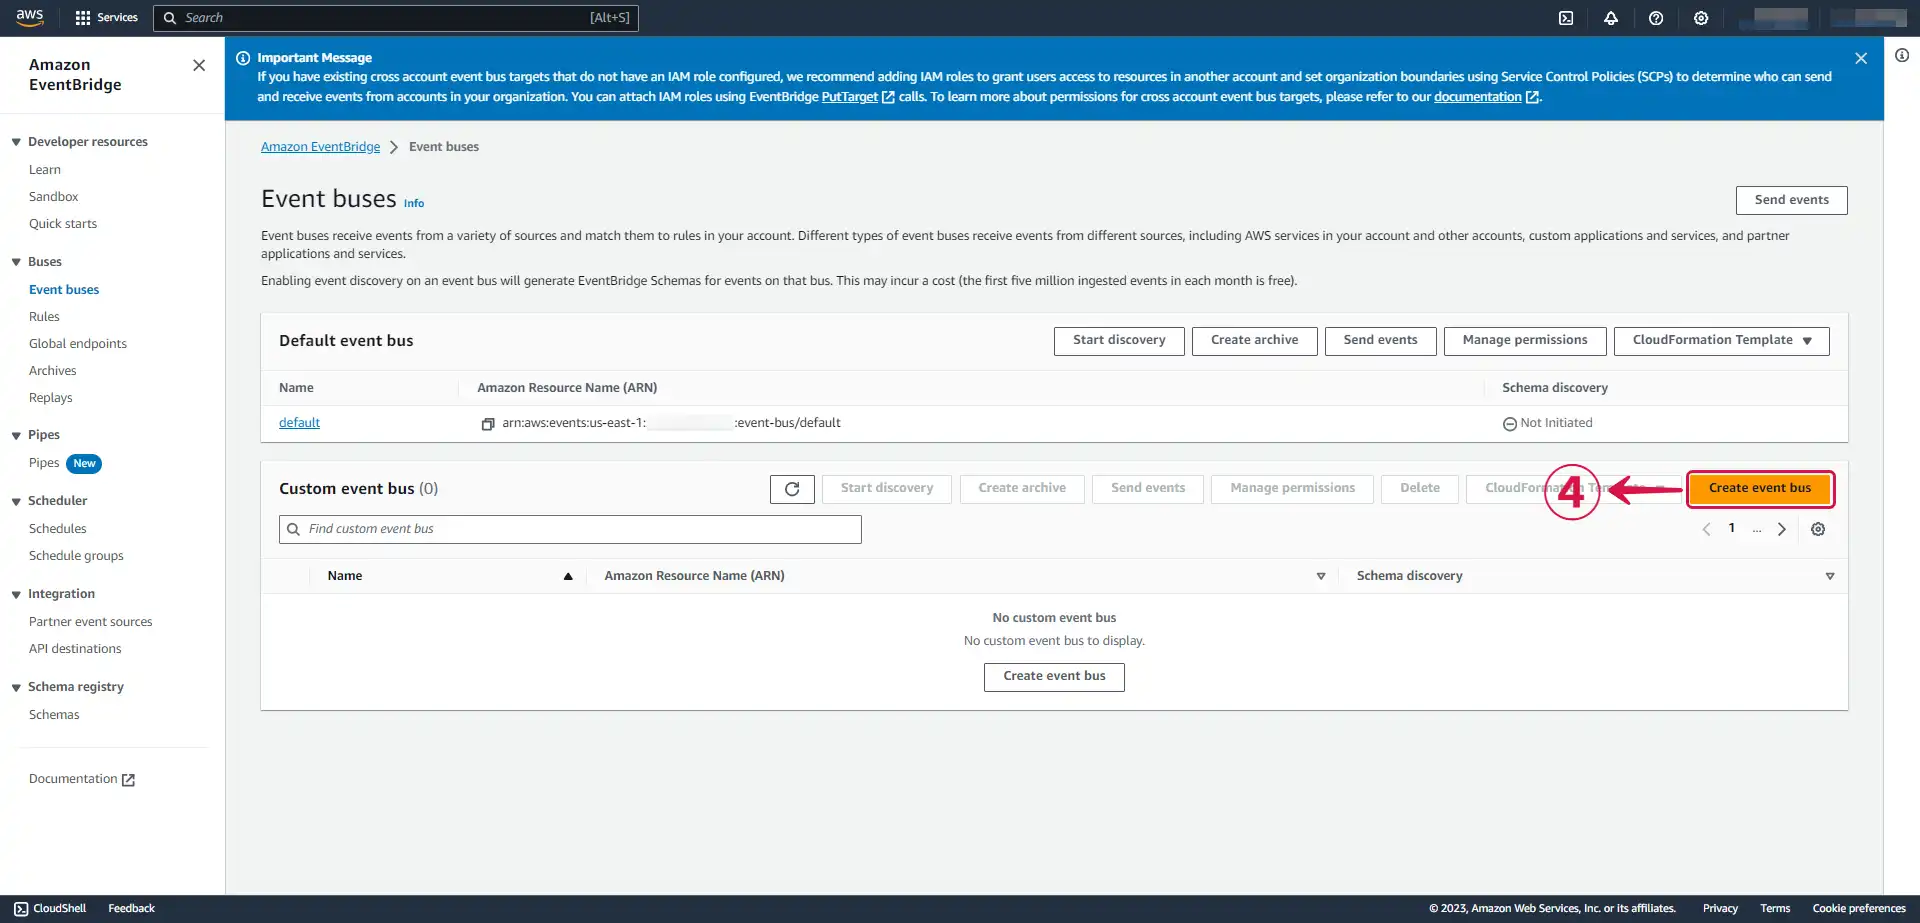 aws
Services
Search
[Alt+S]
Amazon
EventBridge
Important Message
If you have existing cross account event bus targets that do not have an IAM role configured, we recommend adding IAM roles to grant users access to resources in another account and set organization boundaries using Service Control Policies (SCPs) to determine who can send
and receive events from accounts in your organization. You can attach IAM roles using EventBridge PutTarget calls. To learn more about permissions for cross account event bus targets, please refer to our documentation.
Developer resources
Learn
Sandbox
Quick starts
Buses
Event buses
Rules
Global endpoints
Archives
Replays
Pipes
Pipes New
Scheduler
Schedules
Schedule groups
Integration
Partner event sources
API destinations
Schema registry
Schemas
Documentation
Amazon EventBridge > Event buses
Event buses Info
Send events
Event buses receive events from a variety of sources and match them to rules in your account. Different types of event buses receive events from different sources, including AWS services in your account and other accounts, custom applications and services, and partner
applications and services.
Enabling event discovery on an event bus will generate EventBridge Schemas for events on that bus. This may incur a cost (the first five million ingested events in each month is free).
Default event bus
Start discovery
Create archive
Send events
Manage permissions
CloudFormation Template
Name
Amazon Resource Name (ARN)
Schema discovery
default
arn:aws:events:us-east-1:
:event-bus/default
Not Initiated
Custom event bus (0)
Start discovery
Create archive
Send events
Manage permissions
Delete
4
Create event bus
Find custom event bus
1
...
Name
Amazon Resource Name (ARN)
Schema discovery
No custom event bus
No custom event bus to display.
Create event bus
CloudShell
Feedback
© 2023, Amazon Web Services, Inc. or its affiliates.
Privacy
Terms
Cookie preferences